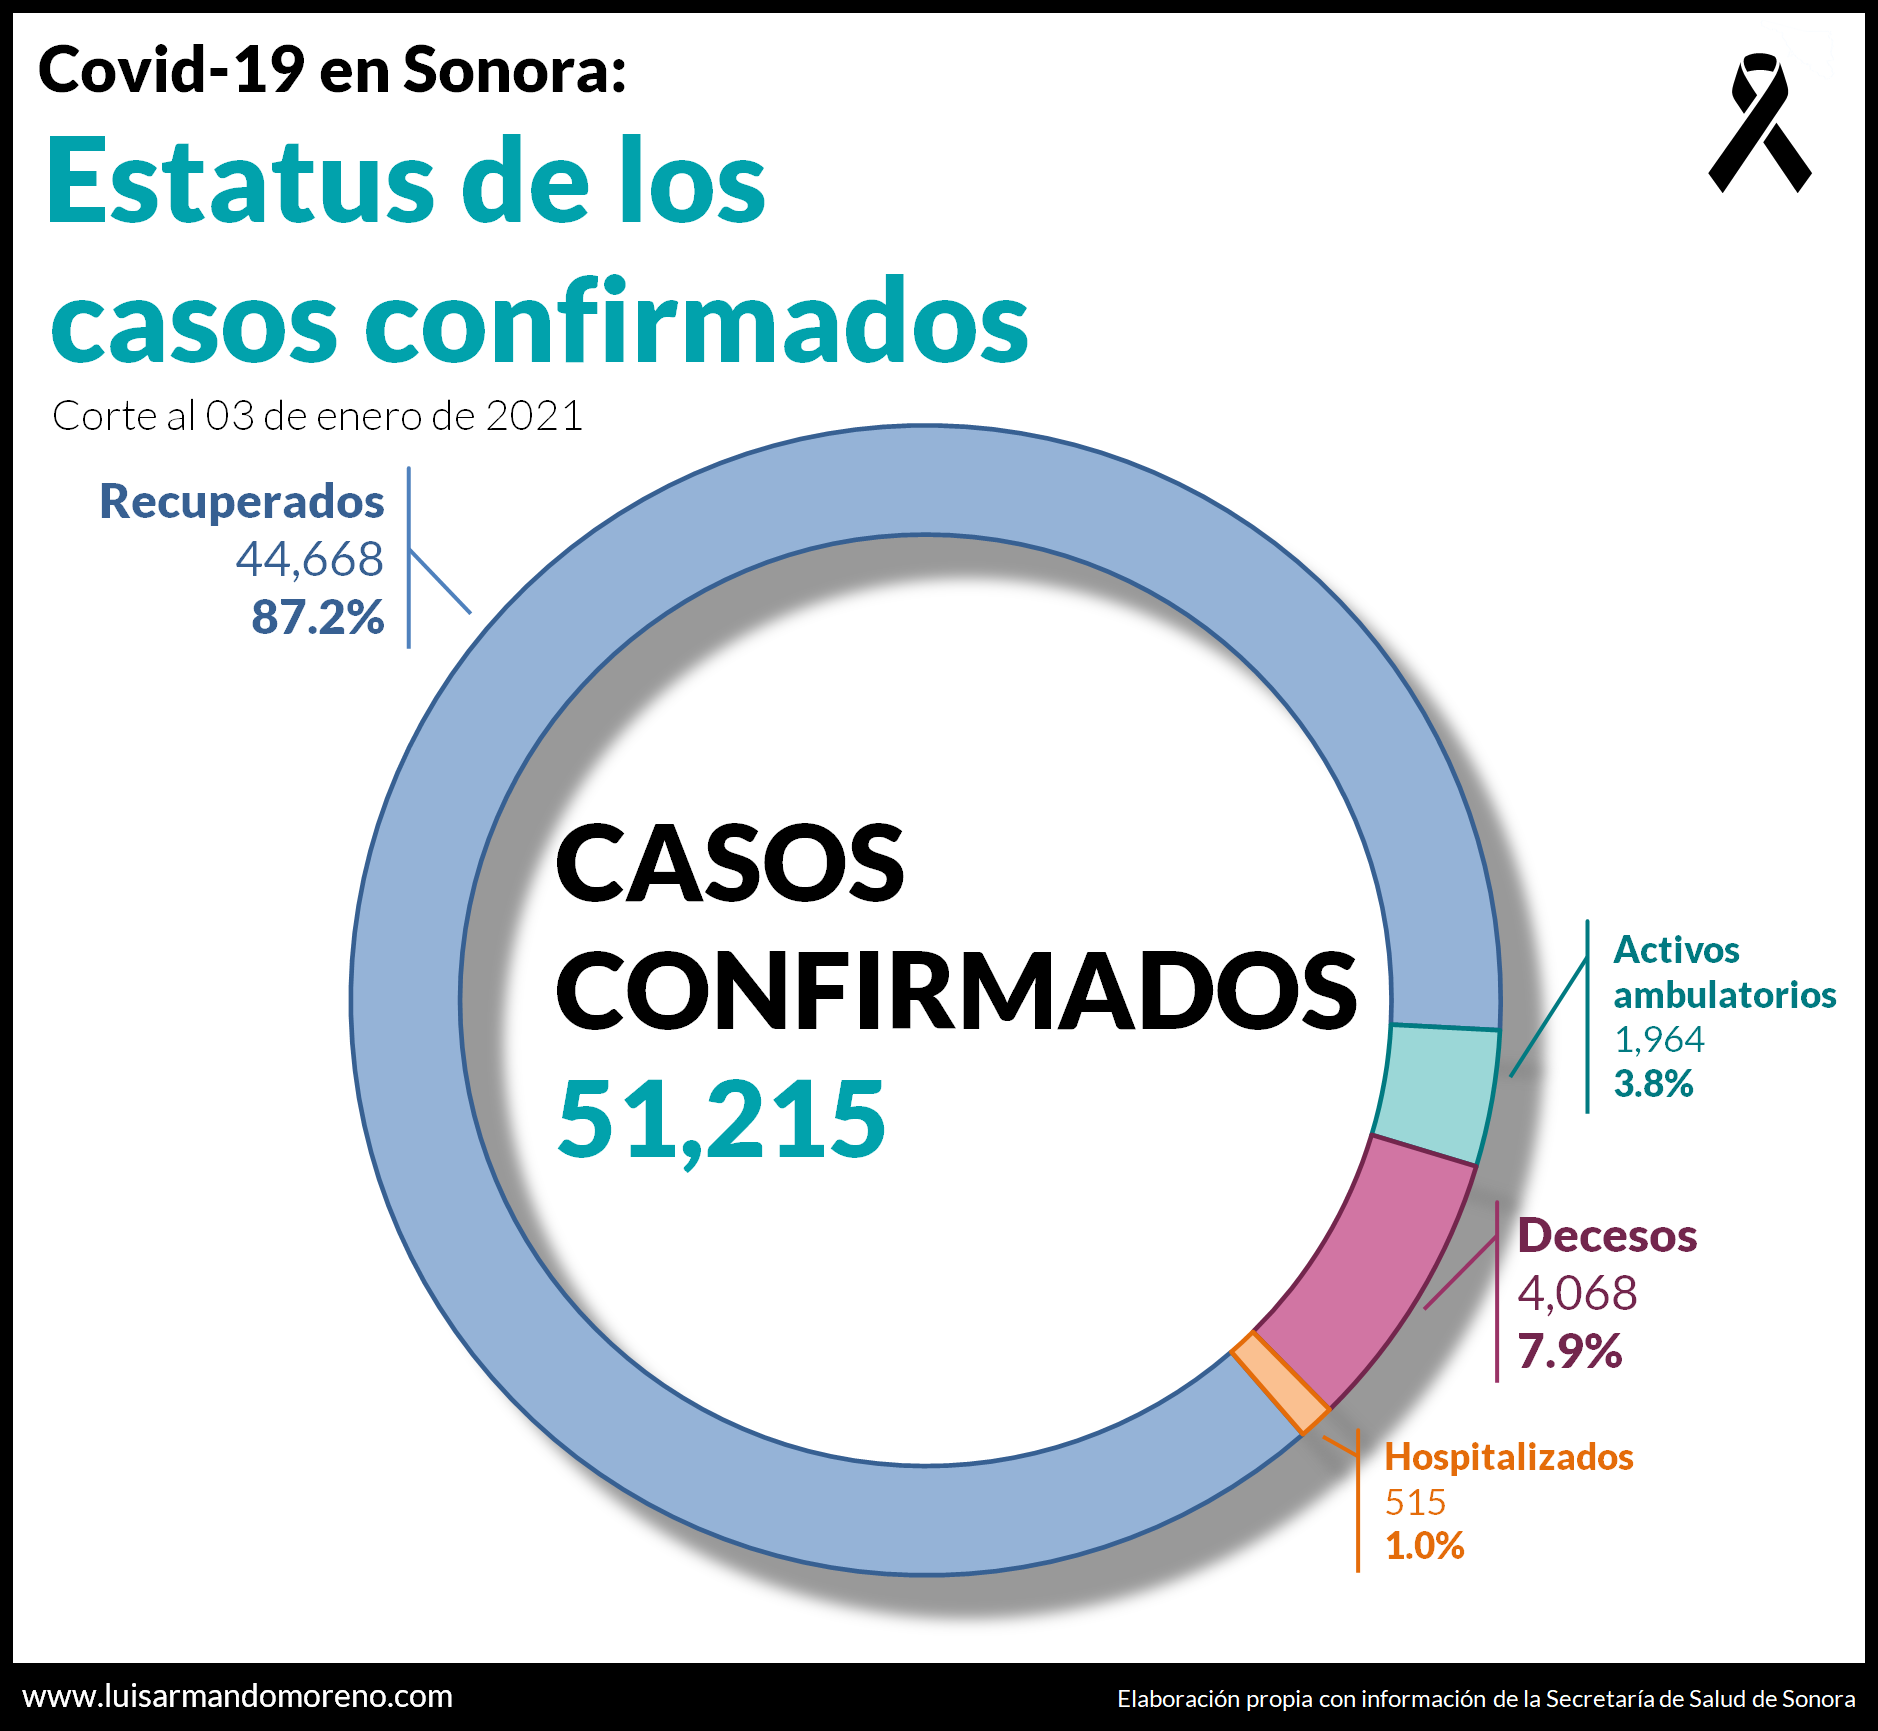 Covid-19 en Sonora:
Estatus de los
casos confirmados
Corte al 03 de enero de 2021
Recuperados
44,668
87.2%
CASOS
CONFIRMADOS
51,215
Activos
ambulatorios
1,964
3.8%
Decesos
4,068
7.9%
Hospitalizados
515
1.0%
www.luisarmandomoreno.com
Elaboración propia con información de la Secretaría de Salud de Sonora